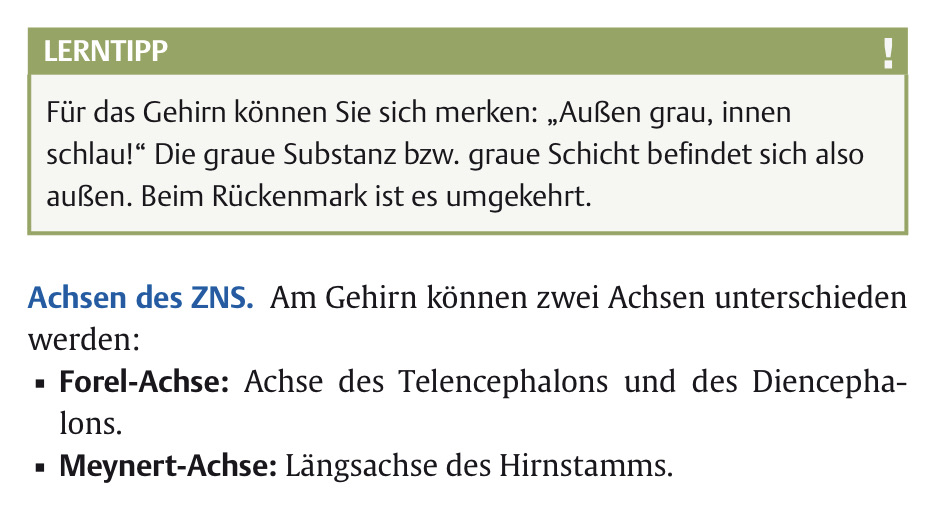 LERNTIPP !
Für das Gehirn können Sie sich merken: „Außen grau, innen
schlau!“ Die graue Substanz bzw. graue Schicht befindet sich also
außen. Beim Rückenmark ist es umgekehrt.
Achsen des ZNS. Am Gehirn können zwei Achsen unterschieden
werden:
▪ Forel-Achse: Achse des Telencephalons und des Diencepha-
lons.
▪ Meynert-Achse: Längsachse des Hirnstamms.